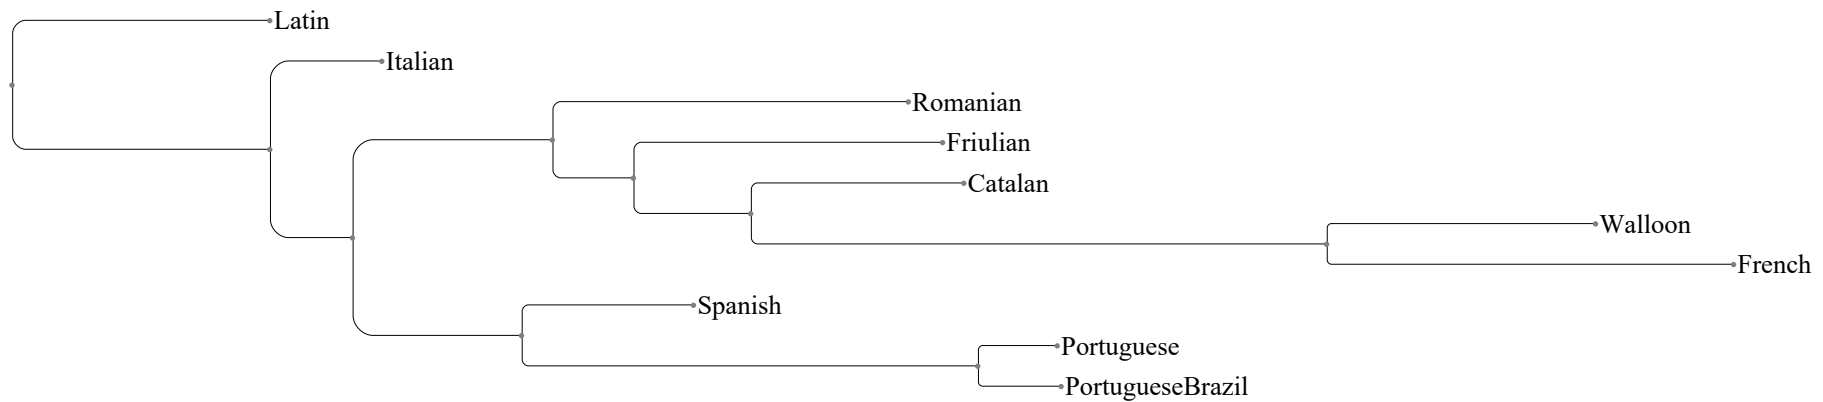 Latin
Italian
Romanian
Friulian
Catalan
Walloon
French
Spanish
Portuguese
PortugueseBrazil